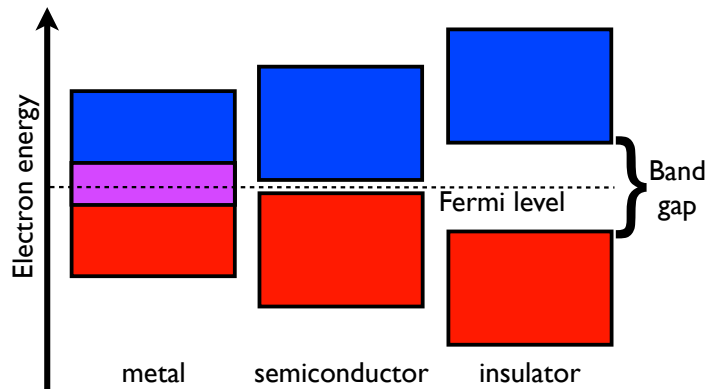 Electron energy
Band
gap
Fermi level
metal
semiconductor
insulator